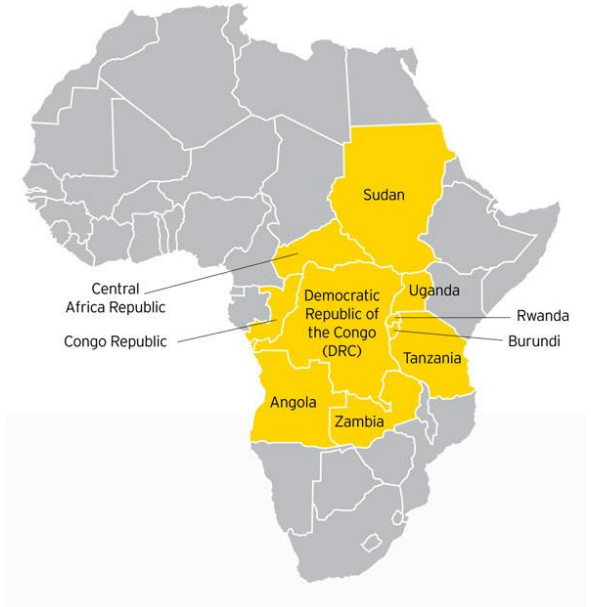 Sudan
Central
Africa Republic
Congo Republic
Democratic
Republic of
the Congo
(DRC)
Uganda
Rwanda
Burundi
Tanzania
Angola
Zambia